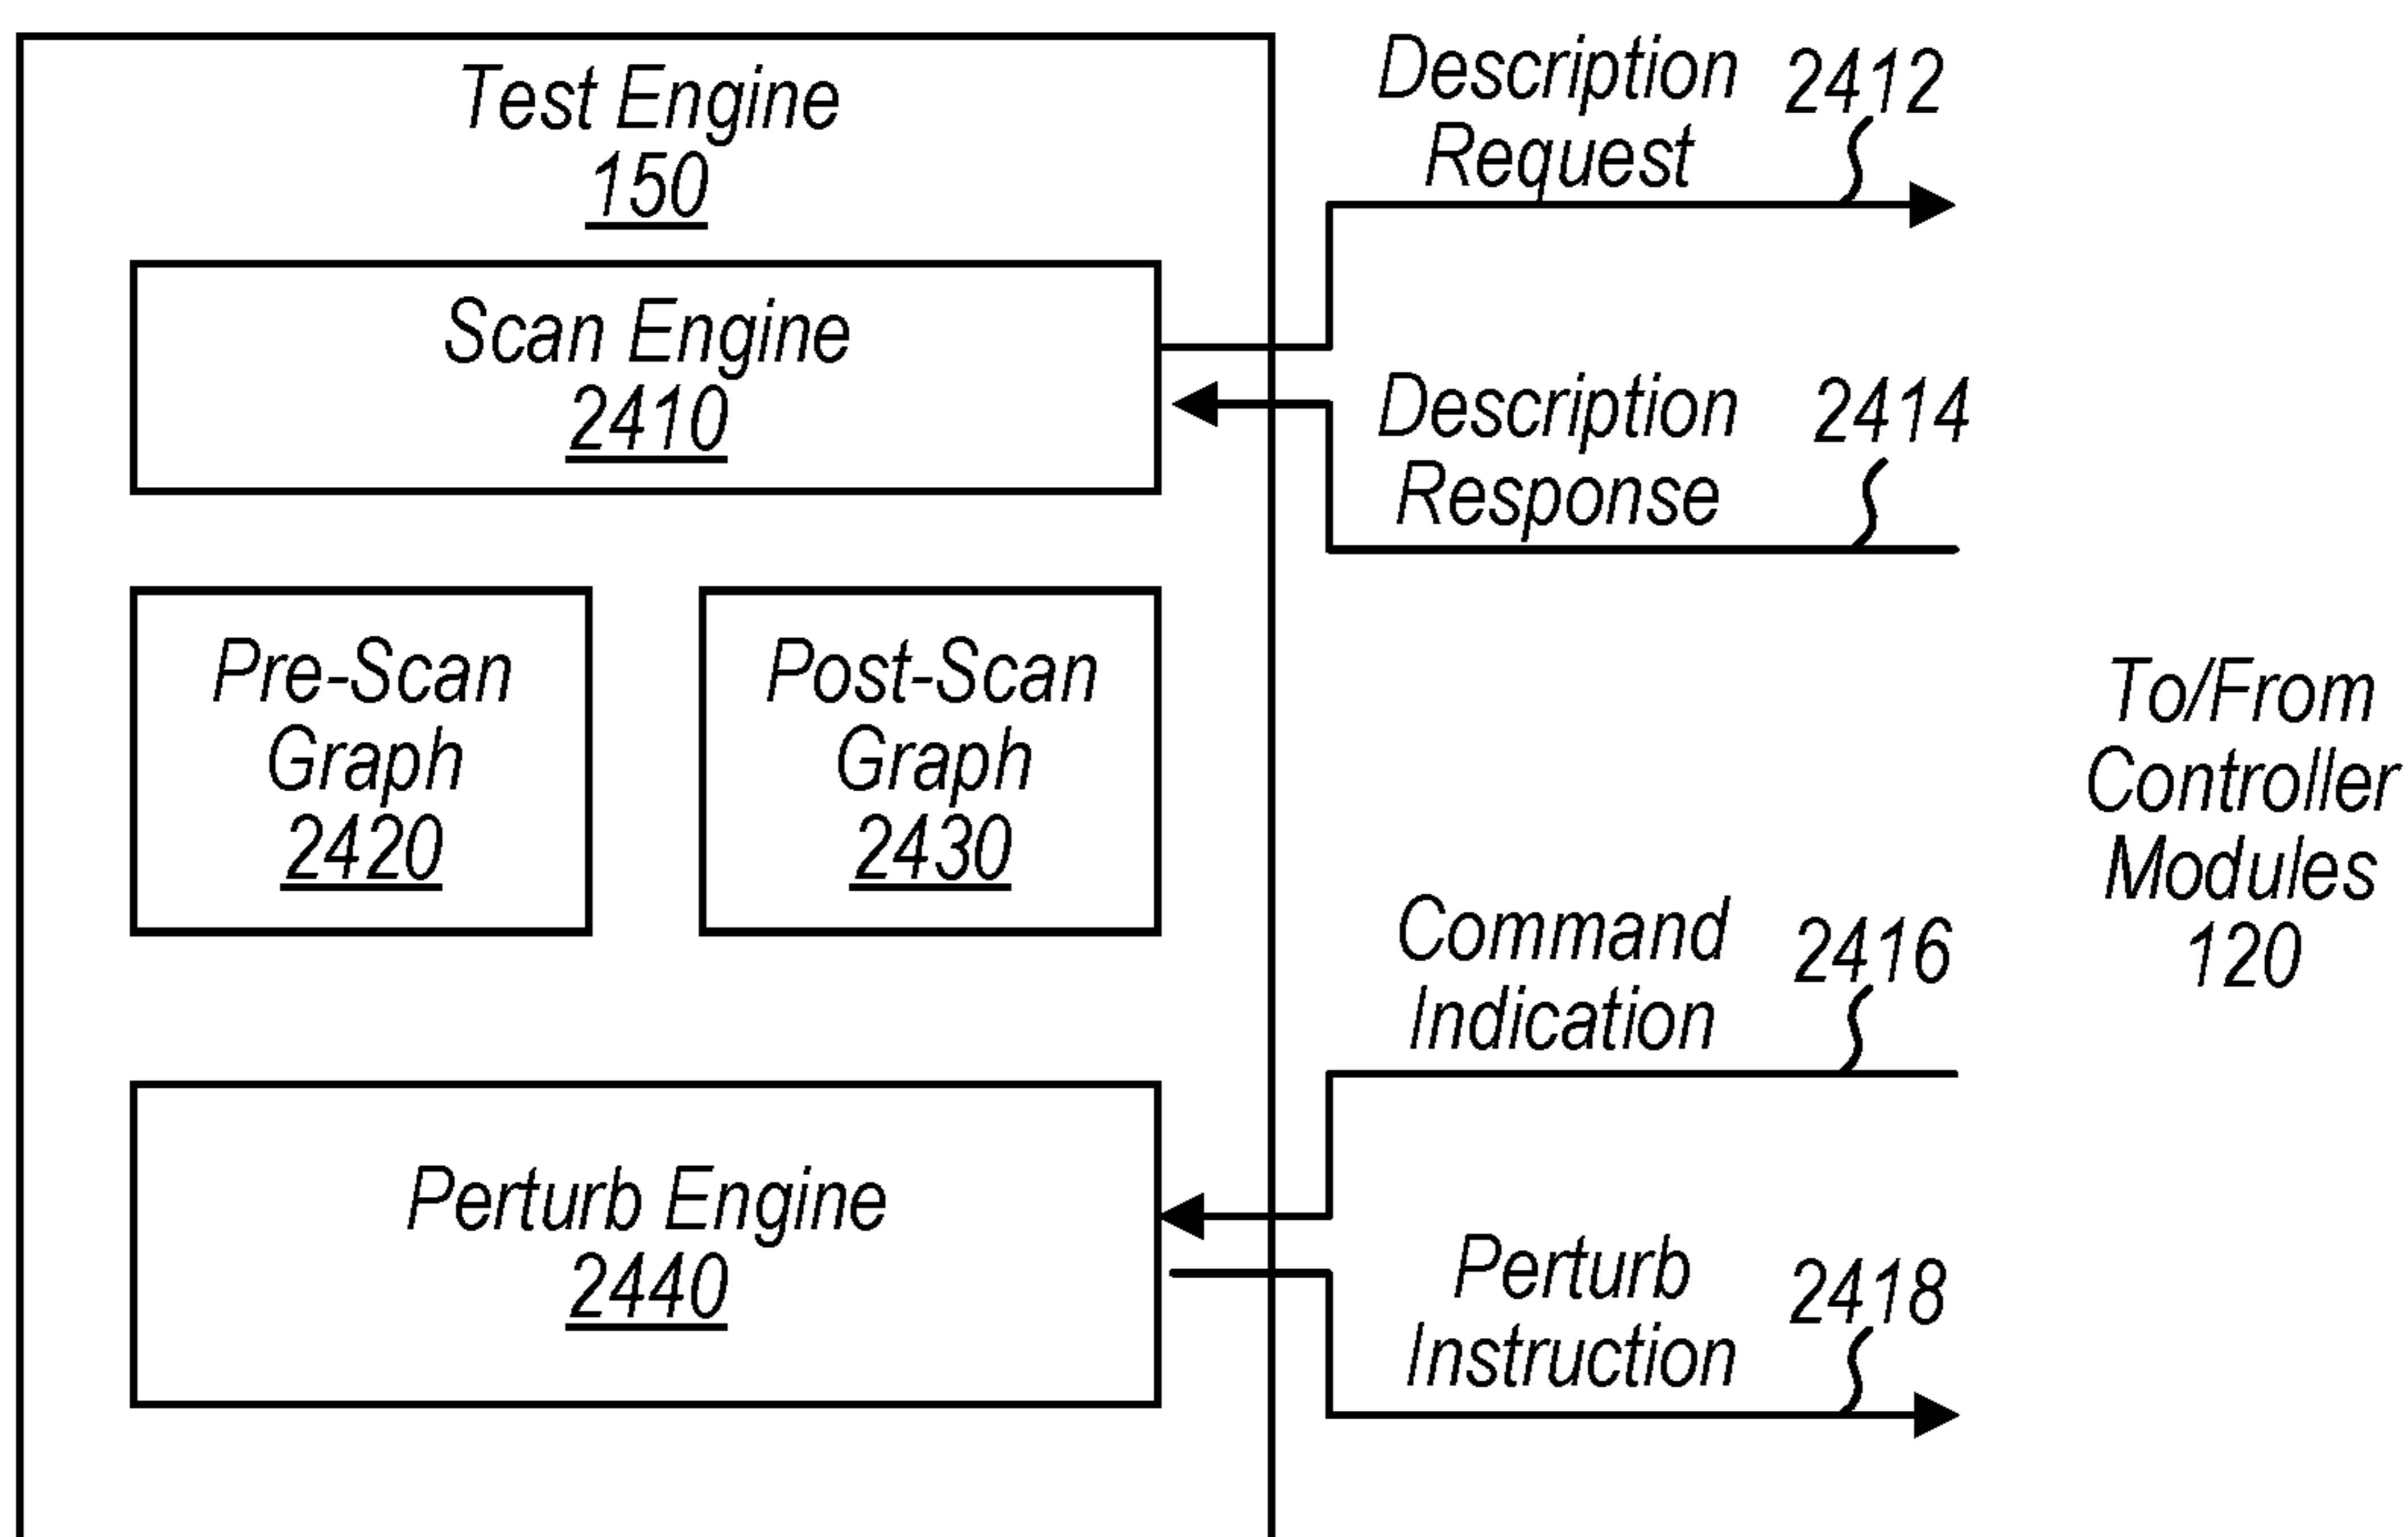 Test Engine
150
Scan Engine
2410
Pre-Scan
Graph
2420
Post-Scan
Graph
2430
Perturb Engine
2440
Description
Request
2412
Description
Response
2414
Command
Indication
2416
Perturb
Instruction
2418
To/From
Controller
Modules
120